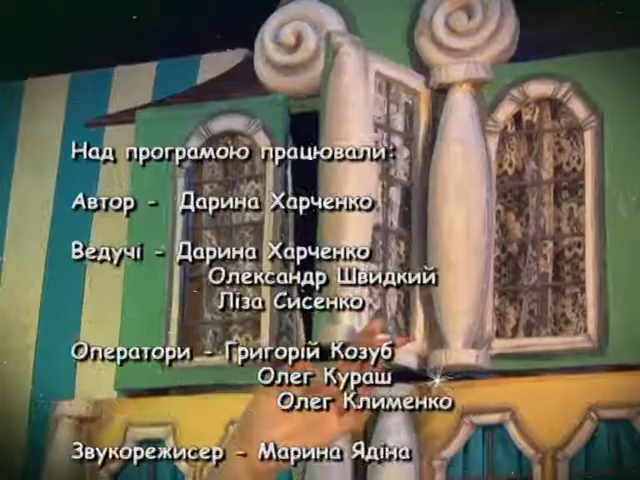 Над програмою працювали:
Автор - Дарина Харченко
Ведучі - Дарина Харченко
Олександр Швидкий
Ліза Сисенко
Оператори - Григорій Козуб
Олег Кураш
Олег Клименко
Звукорежисер - Марина Ядіна